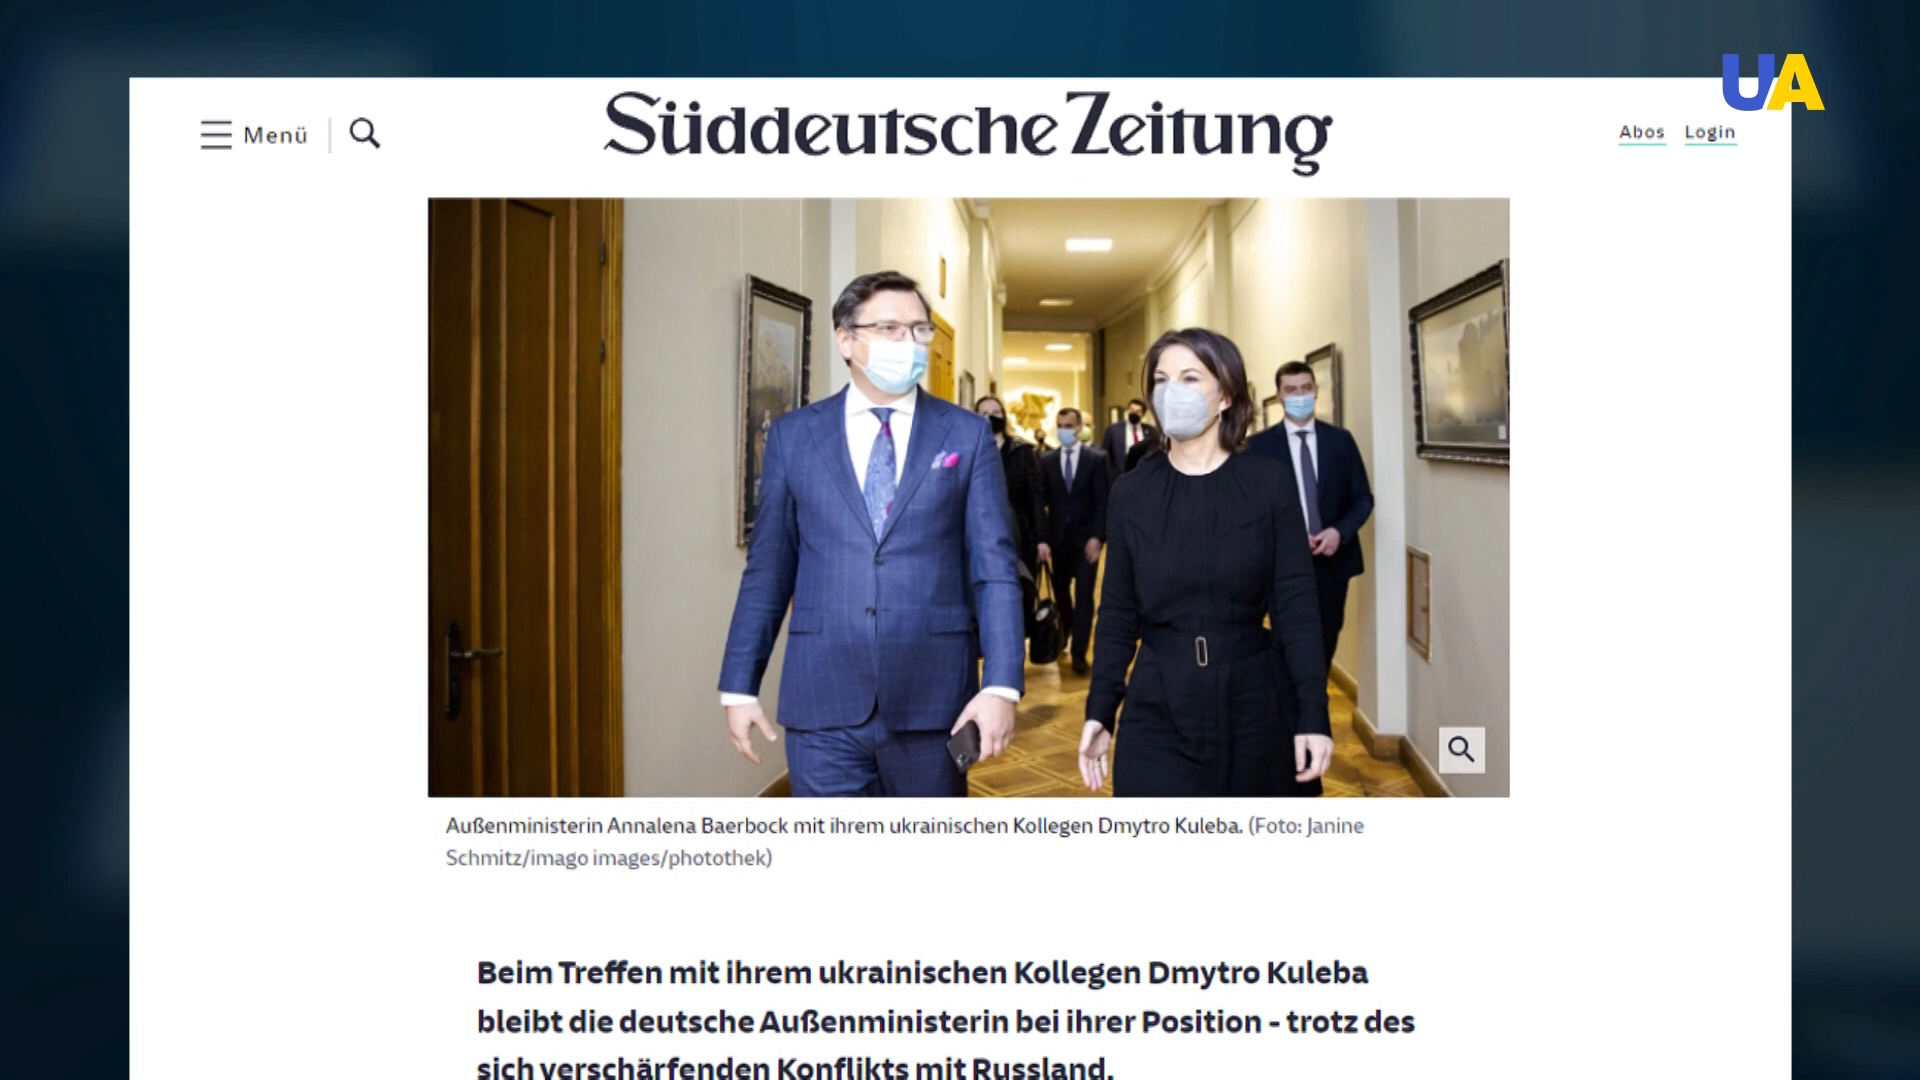 UA
Menü
Süddeutsche Zeitung
Abos Login
Außenministerin Annalena Baerbock mit ihrem ukrainischen Kollegen Dmytro Kuleba. (Foto: Janine
Schmitz/imago images/photothek)
Beim Treffen mit ihrem ukrainischen Kollegen Dmytro Kuleba
bleibt die deutsche Außenministerin bei ihrer Position - trotz des
sich verschärfenden Konflikts mit Russland.